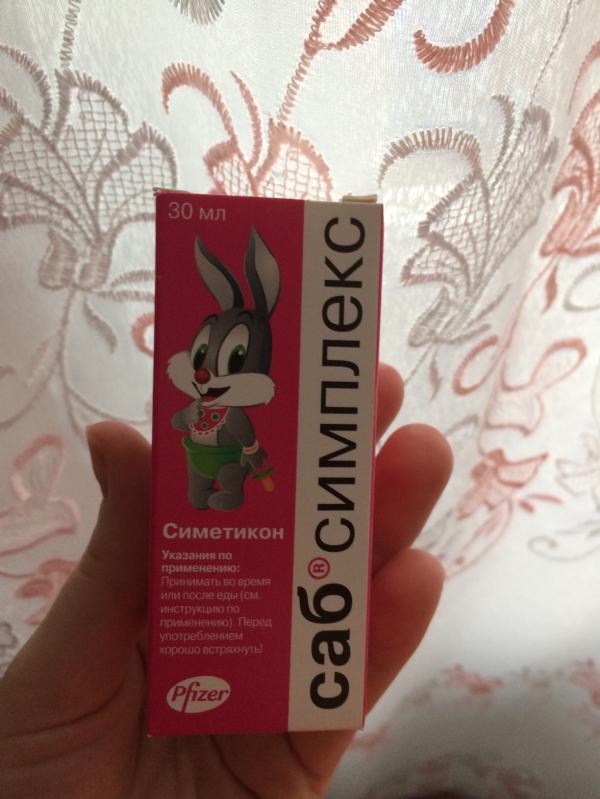 30 мл
саб®симплекс
Симетикон
Указания по
применению:
Принимать во время
или после еды (см.
инструкцию по
применению). Перед
употреблением
хорошо встряхнуть!
Pfizer